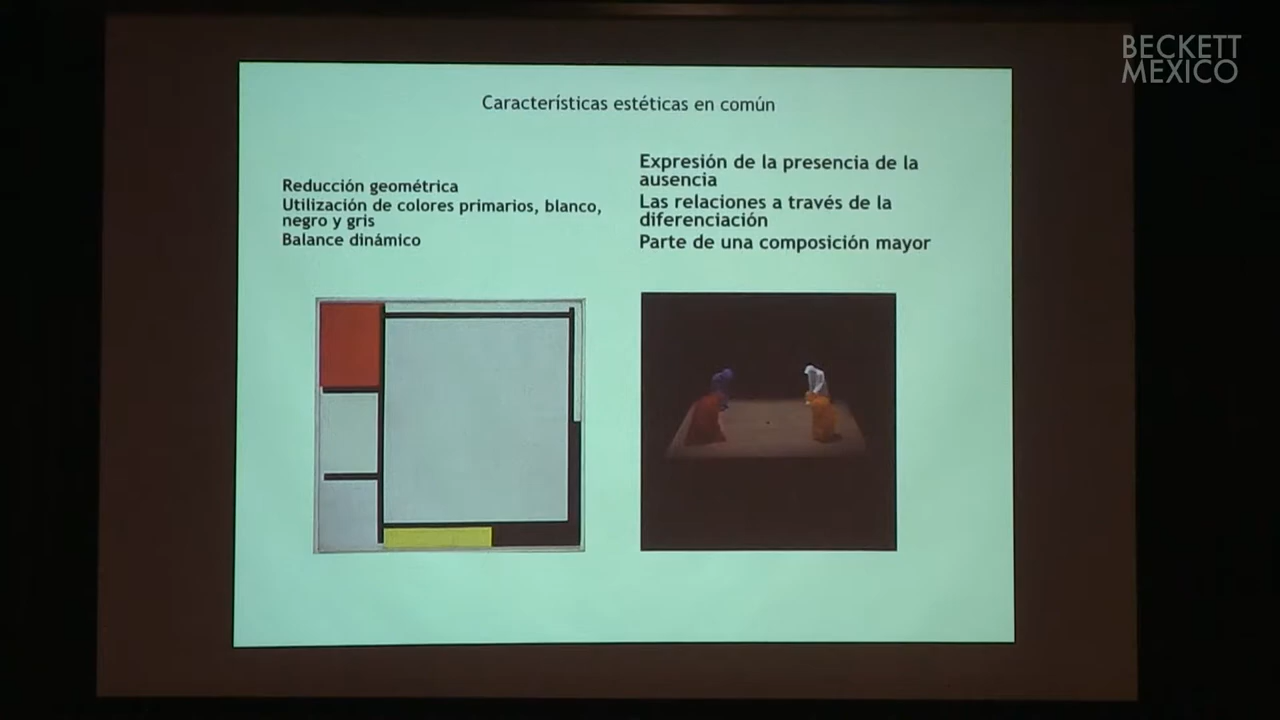 BECKETT
MEXICO
Características estéticas en común
Reducción geométrica
Utilización de colores primarios, blanco,
negro y gris
Balance dinámico
Expresión de la presencia de la
ausencia
Las relaciones a través de la
diferenciación
Parte de una composición mayor